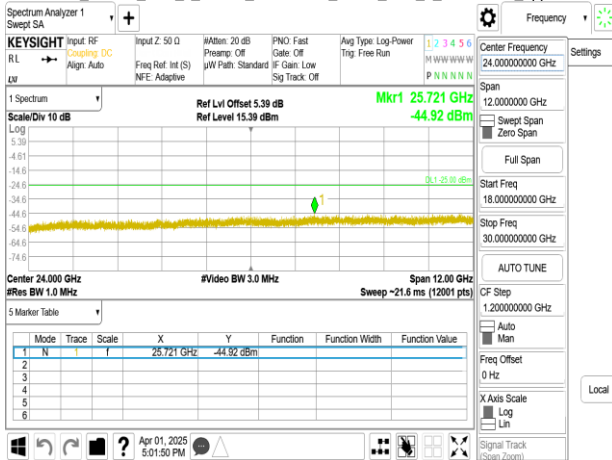 Spectrum Analyzer 1
Swept SA
+
Frequency
Settings
KEYSIGHT
RL
Input: RF
Coupling: DC
Align: Auto
Input Z: 50 Ω
Freq Ref: Int (S)
NFE: Adaptive
#Atten: 20 dB
Preamp: Off
µW Path: Standard
PNO: Fast
Gate: Off
IF Gain: Low
Sig Track: Off
Avg Type: Log-Power
Trig: Free Run
1 2 3 4 5 6
M W W W W W
P N N N N N
1 Spectrum
Scale/Div 10 dB
Log
Ref Lvl Offset 5.39 dB
Ref Level 15.39 dBm
Mkr1 25.721 GHz
-44.92 dBm
5.39
-4.61
-14.6
-24.6
-34.6
-44.6
-54.6
-64.6
-74.6
DL1 -25.00 dBm
1
Center 24.000 GHz
#Res BW 1.0 MHz
#Video BW 3.0 MHz
Span 12.00 GHz
Sweep ~21.6 ms (12001 pts)
5 Marker Table
Mode Trace Scale X Y Function Function Width Function Value
1 N 1 f 25.721 GHz -44.92 dBm
2
3
4
5
6
Apr 01, 2025
5:01:50 PM
?
Center Frequency
24.000000000 GHz
Span
12.0000000 GHz
Swept Span
Zero Span
Full Span
Start Freq
18.000000000 GHz
Stop Freq
30.000000000 GHz
AUTO TUNE
CF Step
1.200000000 GHz
Auto
Man
Freq Offset
0 Hz
X Axis Scale
Log
Lin
Signal Track
(Span Zoom)
Local